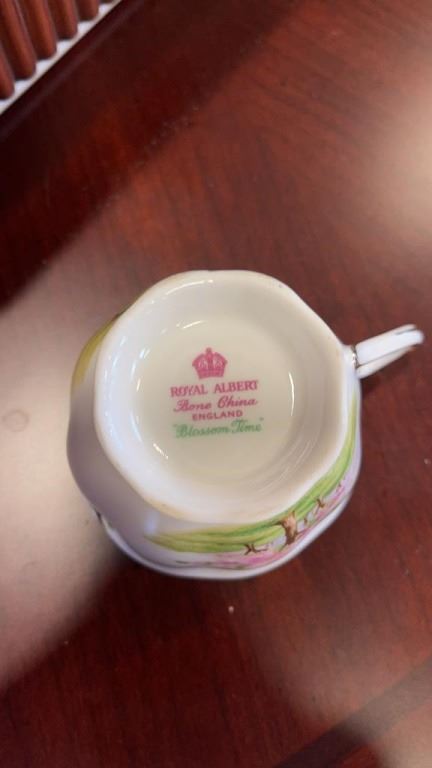 ROYAL ALBERT
Bone China
ENGLAND
"Blossom Time"